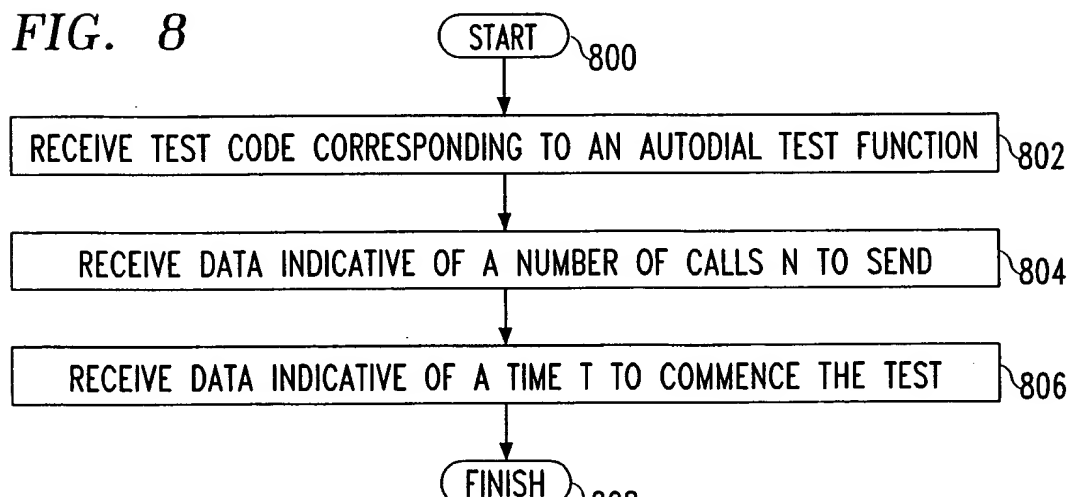 FIG. 8
START
800
RECEIVE TEST CODE CORRESPONDING TO AN AUTODIAL TEST FUNCTION
802
RECEIVE DATA INDICATIVE OF A NUMBER OF CALLS N TO SEND
804
RECEIVE DATA INDICATIVE OF A TIME T TO COMMENCE THE TEST
806
FINISH